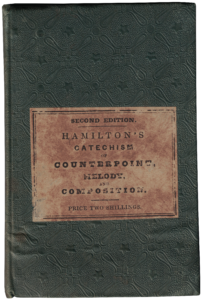 SECOND EDITION.
HAMILTON'S
CATECHISM
OF
COUNTERPOINT,
MELODY,
AND
COMPOSITION.
PRICE TWO SHILLINGS.